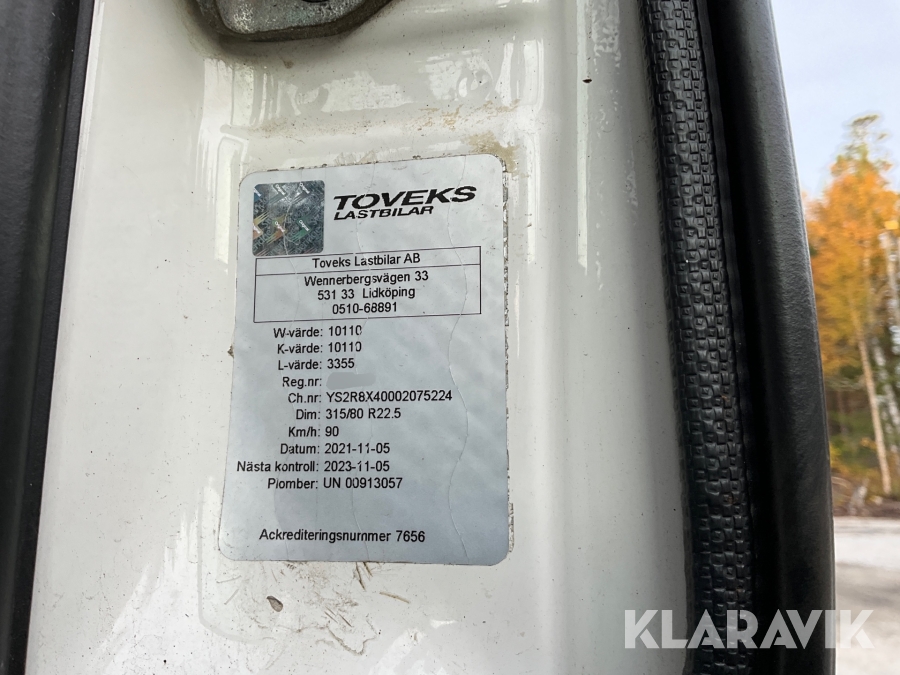 TOVEKS
LASTBILAR
Toveks Lastbilar AB
Wennerbergsvägen 33
531 33 Lidköping
0510-68891
W-värde: 10110
K-värde: 10110
L-värde: 3355
Reg.nr:
Ch.nr: YS2R8X40002075224
Dim: 315/80 R22.5
Km/h: 90
Datum: 2021-11-05
Nästa kontroll: 2023-11-05
Plomber: UN 00913057
Ackrediteringsnummer 7656
KLARAVIK